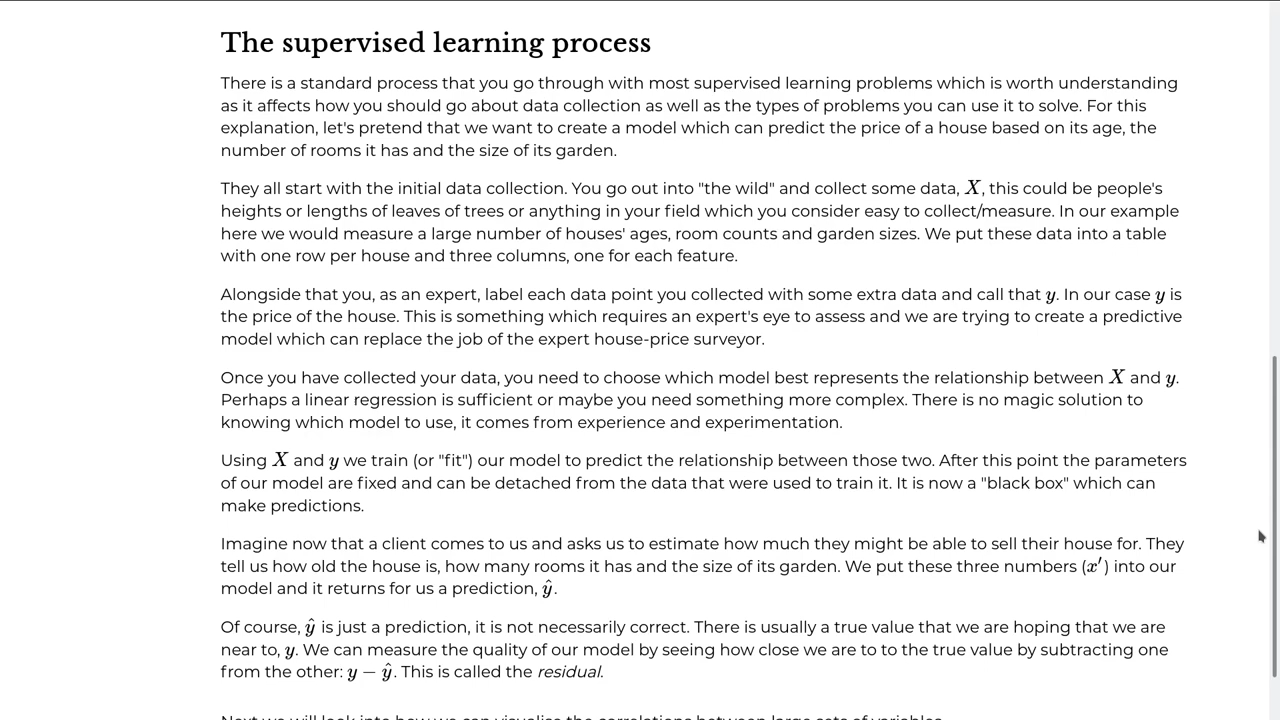 The supervised learning process
There is a standard process that you go through with most supervised learning problems which is worth understanding
as it affects how you should go about data collection as well as the types of problems you can use it to solve. For this
explanation, let's pretend that we want to create a model which can predict the price of a house based on its age, the
number of rooms it has and the size of its garden.
They all start with the initial data collection. You go out into "the wild" and collect some data, X, this could be people's
heights or lengths of leaves of trees or anything in your field which you consider easy to collect/measure. In our example
here we would measure a large number of houses' ages, room counts and garden sizes. We put these data into a table
with one row per house and three columns, one for each feature.
Alongside that you, as an expert, label each data point you collected with some extra data and call that y. In our case y is
the price of the house. This is something which requires an expert's eye to assess and we are trying to create a predictive
model which can replace the job of the expert house-price surveyor.
Once you have collected your data, you need to choose which model best represents the relationship between X and y.
Perhaps a linear regression is sufficient or maybe you need something more complex. There is no magic solution to
knowing which model to use, it comes from experience and experimentation.
Using X and y we train (or "fit") our model to predict the relationship between those two. After this point the parameters
of our model are fixed and can be detached from the data that were used to train it. It is now a "black box" which can
make predictions.
Imagine now that a client comes to us and asks us to estimate how much they might be able to sell their house for. They
tell us how old the house is, how many rooms it has and the size of its garden. We put these three numbers (x′) into our
model and it returns for us a prediction, ŷ.
Of course, ŷ is just a prediction, it is not necessarily correct. There is usually a true value that we are hoping that we are
near to, y. We can measure the quality of our model by seeing how close we are to to the true value by subtracting one
from the other: y − ŷ. This is called the residual.
Next we will look into how we can visualise the correlations between large sets of variables.